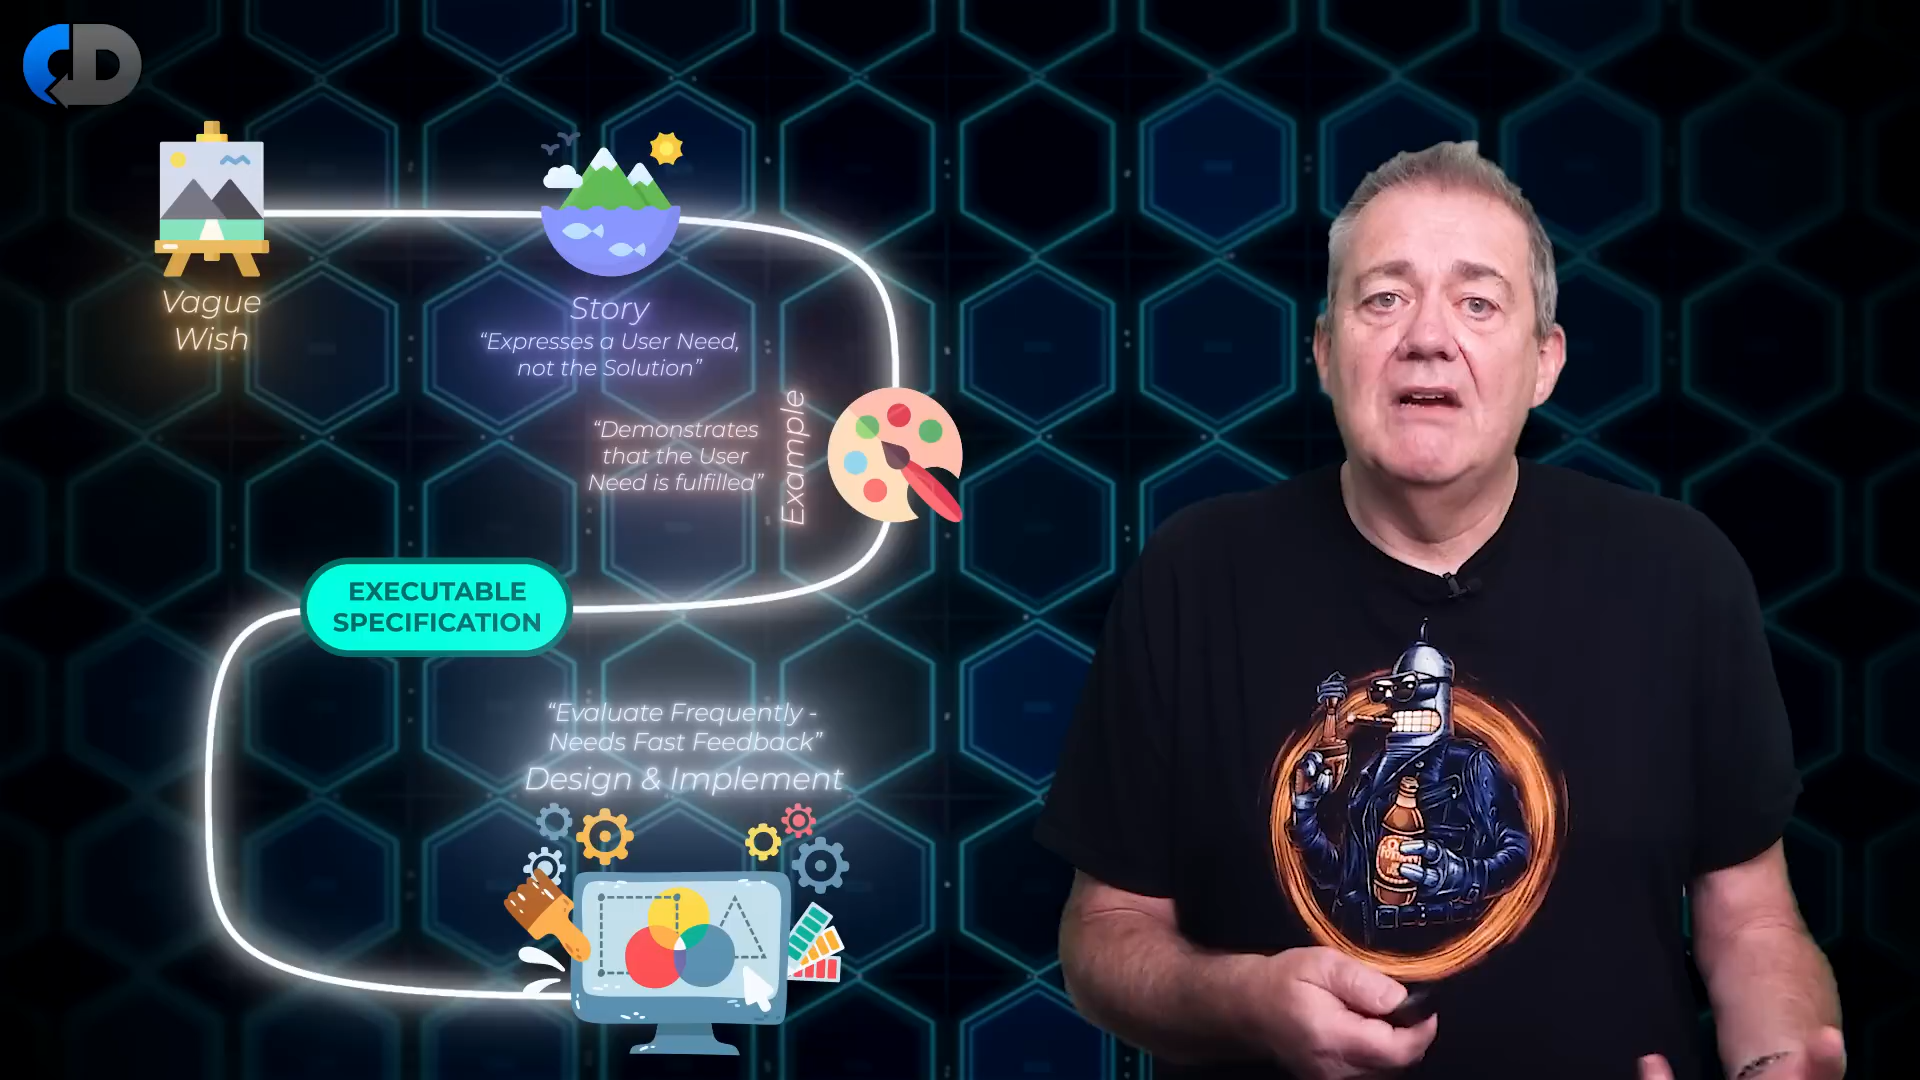 CD
Vague
Wish
Story
“Expresses a User Need,
not the Solution”
“Demonstrates
that the User
Need is fulfilled”
Example
EXECUTABLE
SPECIFICATION
“Evaluate Frequently -
Needs Fast Feedback”
Design & Implement